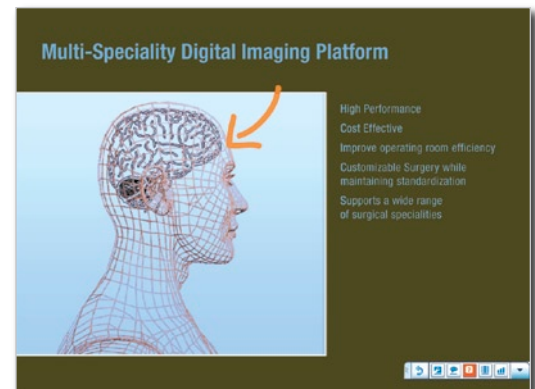 Multi-Speciality Digital Imaging Platform
High Performance
Cost Effective
Improve operating room efficiency
Customizable Surgery while
maintaining standardization
Supports a wide range
of surgical specialities